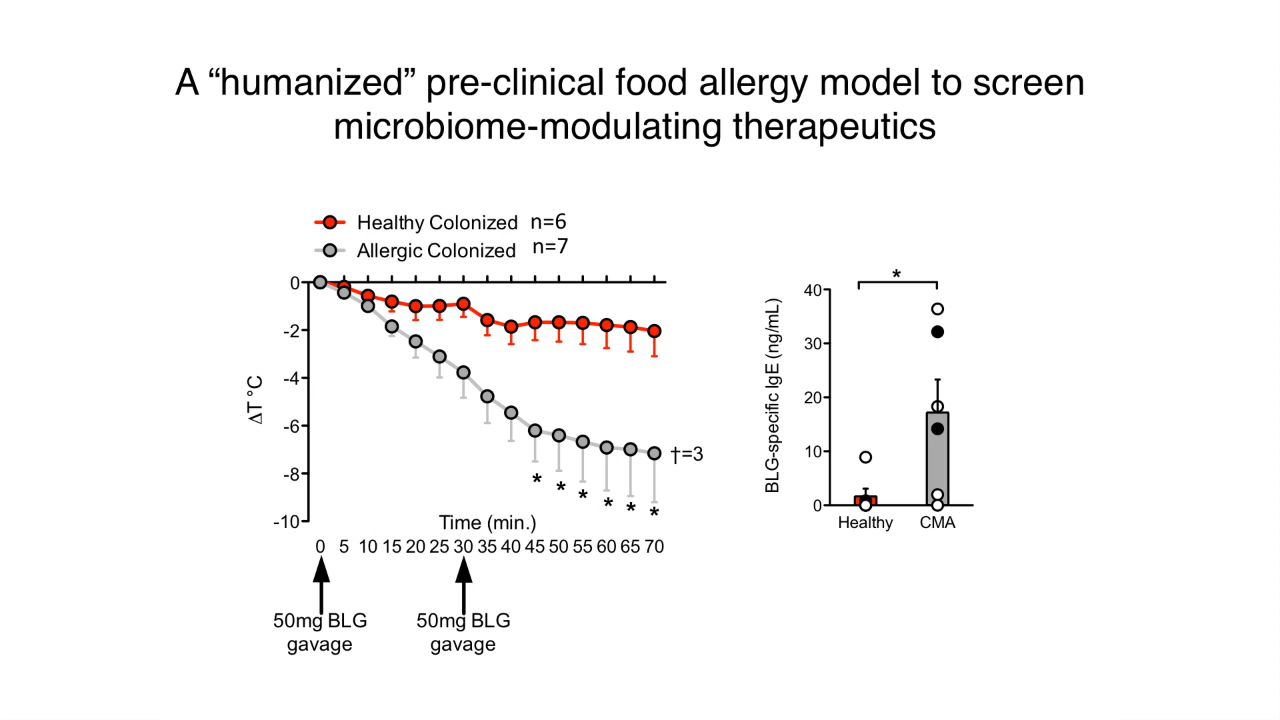 A “humanized” pre-clinical food allergy model to screen
microbiome-modulating therapeutics
Healthy Colonized n=6
Allergic Colonized n=7
0
-2
-4
-6
-8
-10
ΔT °C
†=3
* * * * * *
Time (min.)
0 5 10 15 20 25 30 35 40 45 50 55 60 65 70
50mg BLG
gavage
50mg BLG
gavage
*
40
30
20
10
0
BLG-specific IgE (ng/mL)
Healthy CMA